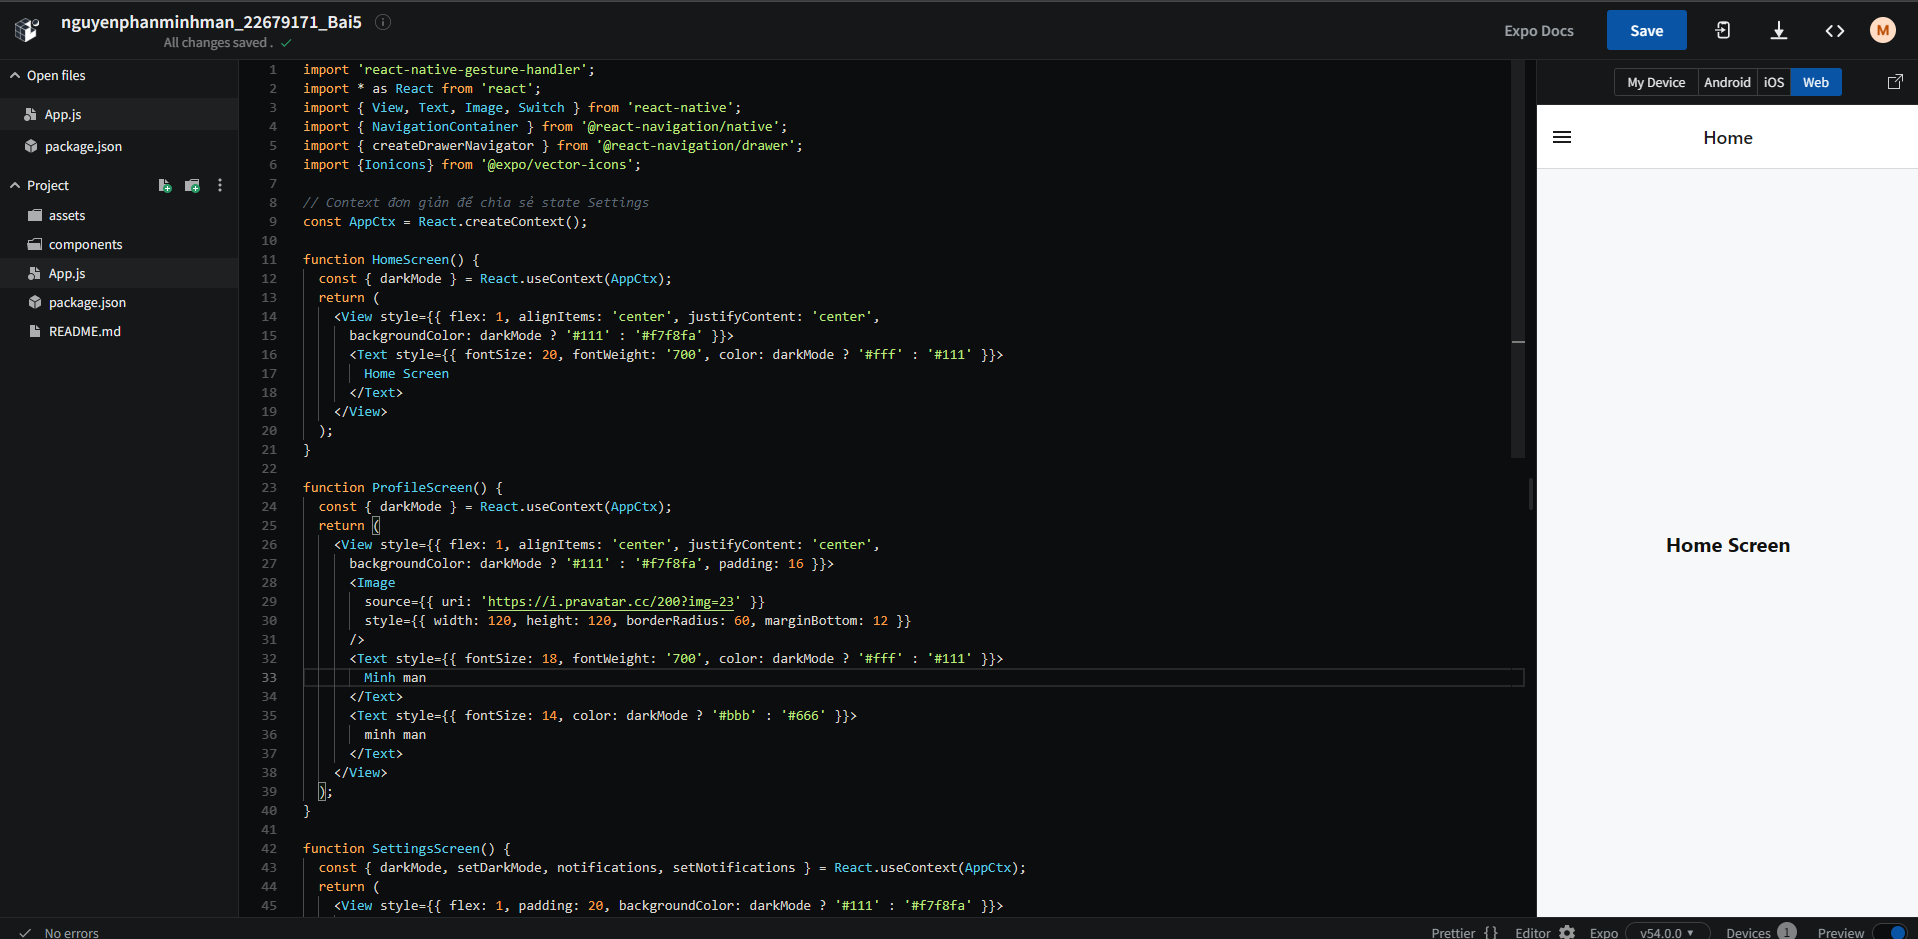 nguyenphanminhman_22679171_Bai5
All changes saved . ✓
Expo Docs
Save
M
Open files
App.js
package.json
Project
assets
components
App.js
package.json
README.md
1 import 'react-native-gesture-handler';
2 import * as React from 'react';
3 import { View, Text, Image, Switch } from 'react-native';
4 import { NavigationContainer } from '@react-navigation/native';
5 import { createDrawerNavigator } from '@react-navigation/drawer';
6 import {Ionicons} from '@expo/vector-icons';
7
8 // Context đơn giản để chia sẻ state Settings
9 const AppCtx = React.createContext();
10
11 function HomeScreen() {
12 const { darkMode } = React.useContext(AppCtx);
13 return (
14 <View style={{ flex: 1, alignItems: 'center', justifyContent: 'center',
15 backgroundColor: darkMode ? '#111' : '#f7f8fa' }}>
16 <Text style={{ fontSize: 20, fontWeight: '700', color: darkMode ? '#fff' : '#111' }}>
17 Home Screen
18 </Text>
19 </View>
20 );
21 }
22
23 function ProfileScreen() {
24 const { darkMode } = React.useContext(AppCtx);
25 return (
26 <View style={{ flex: 1, alignItems: 'center', justifyContent: 'center',
27 backgroundColor: darkMode ? '#111' : '#f7f8fa', padding: 16 }}>
28 <Image
29 source={{ uri: 'https://i.pravatar.cc/200?img=23' }}
30 style={{ width: 120, height: 120, borderRadius: 60, marginBottom: 12 }}
31 />
32 <Text style={{ fontSize: 18, fontWeight: '700', color: darkMode ? '#fff' : '#111' }}>
33 Minh man
34 </Text>
35 <Text style={{ fontSize: 14, color: darkMode ? '#bbb' : '#666' }}>
36 minh man
37 </Text>
38 </View>
39 );
40 }
41
42 function SettingsScreen() {
43 const { darkMode, setDarkMode, notifications, setNotifications } = React.useContext(AppCtx);
44 return (
45 <View style={{ flex: 1, padding: 20, backgroundColor: darkMode ? '#111' : '#f7f8fa' }}>
My Device Android iOS Web
Home
Home Screen
No errors
Prettier {} Editor Expo v54.0.0 Devices 1 Preview